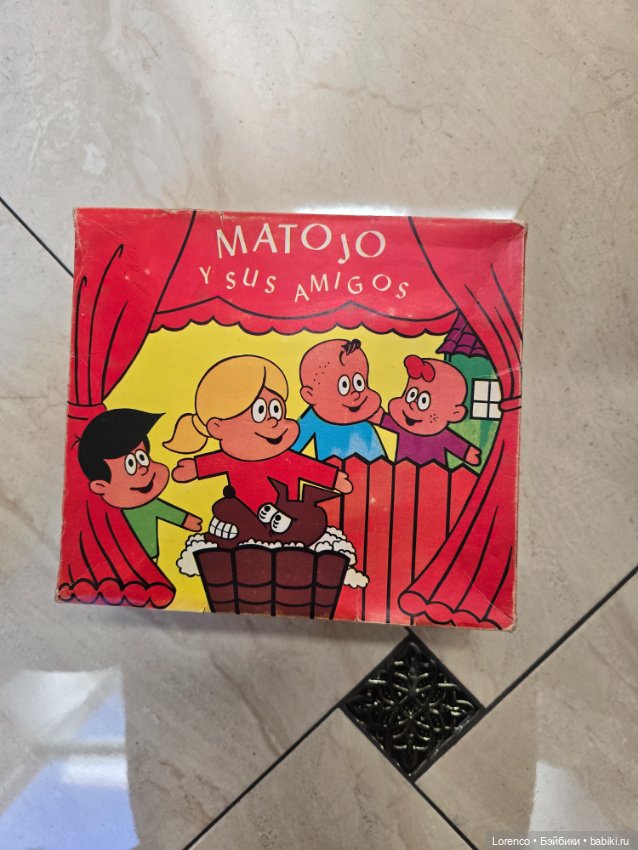 MATOJO
Y SUS AMIGOS
Lorenco • Бэйбики • babiki.ru